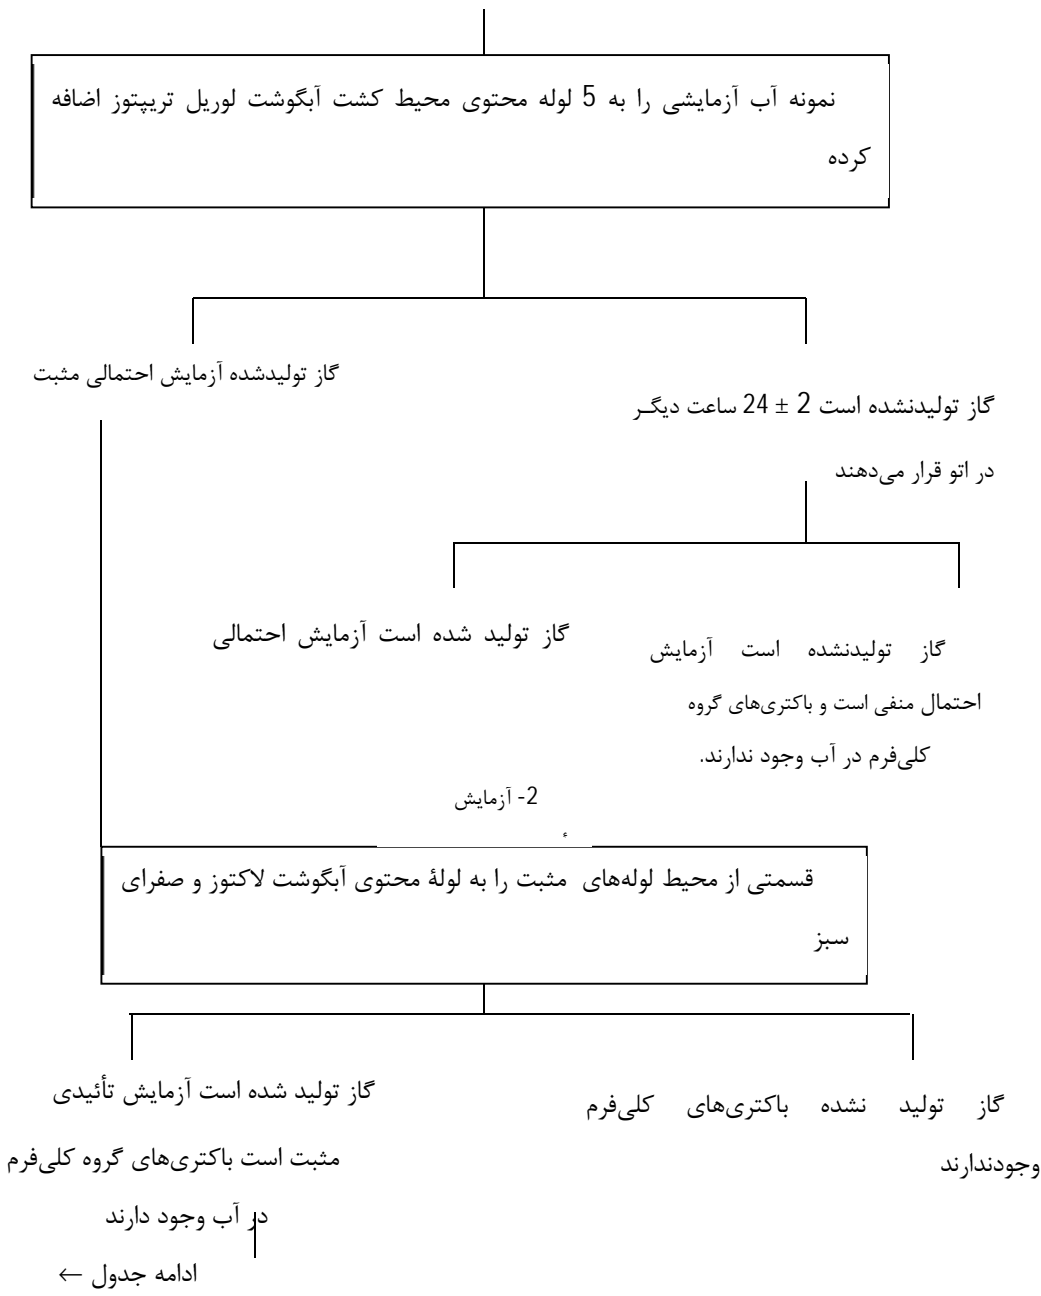 نمونه آب آزمایشی را به 5 لوله محتوی محیط کشت آبگوشت لوریل تریپتوز اضافه
کرده
گاز تولیدشده آزمایش احتمالی مثبت
گاز تولیدنشده است 2 ± 24 ساعت دیگر
در اتو قرار می‌دهند
گاز تولید شده است آزمایش احتمالی
گاز تولیدنشده است آزمایش
احتمال منفی است و باکتری‌های گروه
کلی‌فرم در آب وجود ندارند.
2- آزمایش
قسمتی از محیط لوله‌های مثبت را به لولهٔ محتوی آبگوشت لاکتوز و صفرای
سبز
گاز تولید شده است آزمایش تأئیدی
مثبت است باکتری‌های گروه کلی‌فرم
در آب وجود دارند
گاز تولید نشده باکتری‌های کلی‌فرم
وجودندارند
ادامه جدول ←